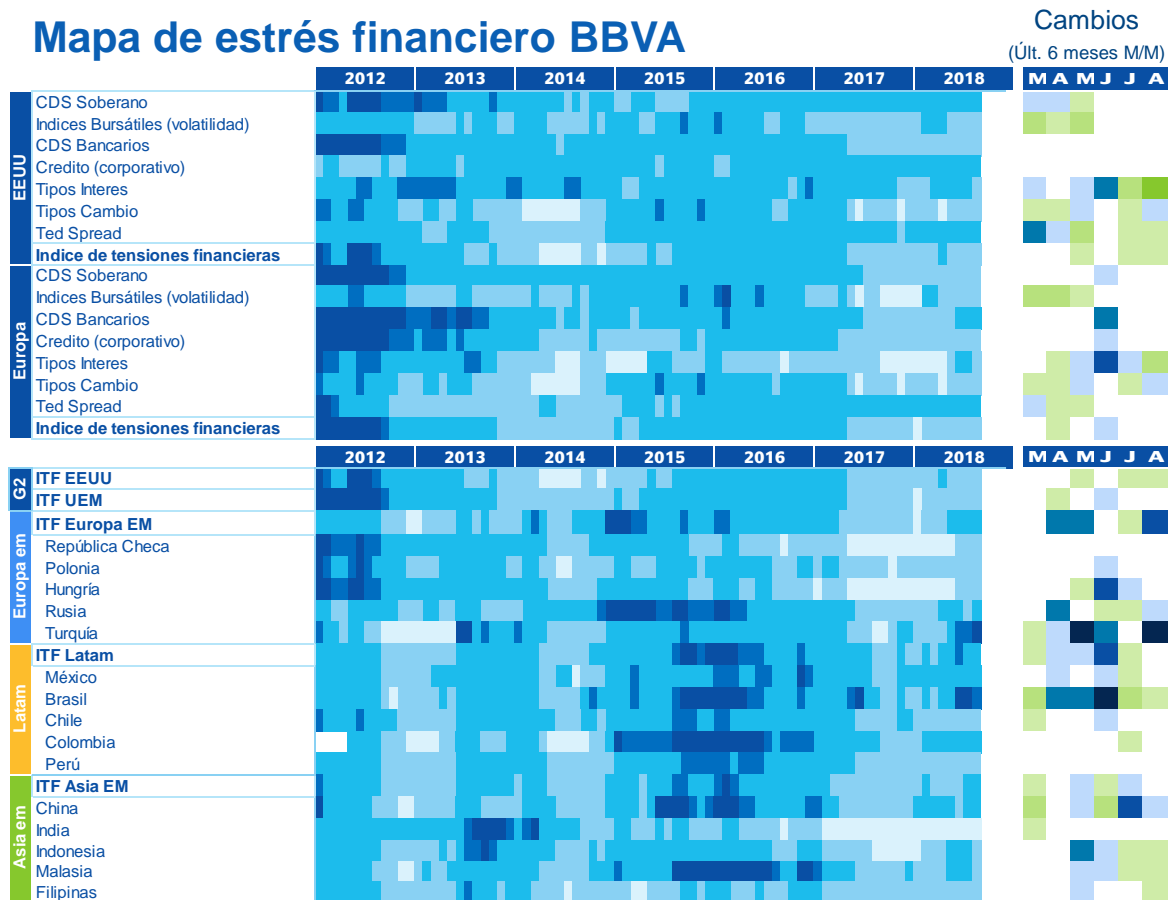 Mapa de estrés financiero BBVA
Cambios
(Últ. 6 meses M/M)
2012 2013 2014 2015 2016 2017 2018 M A M J J A
EEUU
CDS Soberano
Indices Bursátiles (volatilidad)
CDS Bancarios
Credito (corporativo)
Tipos Interes
Tipos Cambio
Ted Spread
Indice de tensiones financieras
Europa
CDS Soberano
Indices Bursátiles (volatilidad)
CDS Bancarios
Credito (corporativo)
Tipos Interes
Tipos Cambio
Ted Spread
Indice de tensiones financieras
2012 2013 2014 2015 2016 2017 2018 M A M J J A
G2
ITF EEUU
ITF UEM
Europa em
ITF Europa EM
República Checa
Polonia
Hungría
Rusia
Turquía
Latam
ITF Latam
México
Brasil
Chile
Colombia
Perú
Asia em
ITF Asia EM
China
India
Indonesia
Malasia
Filipinas